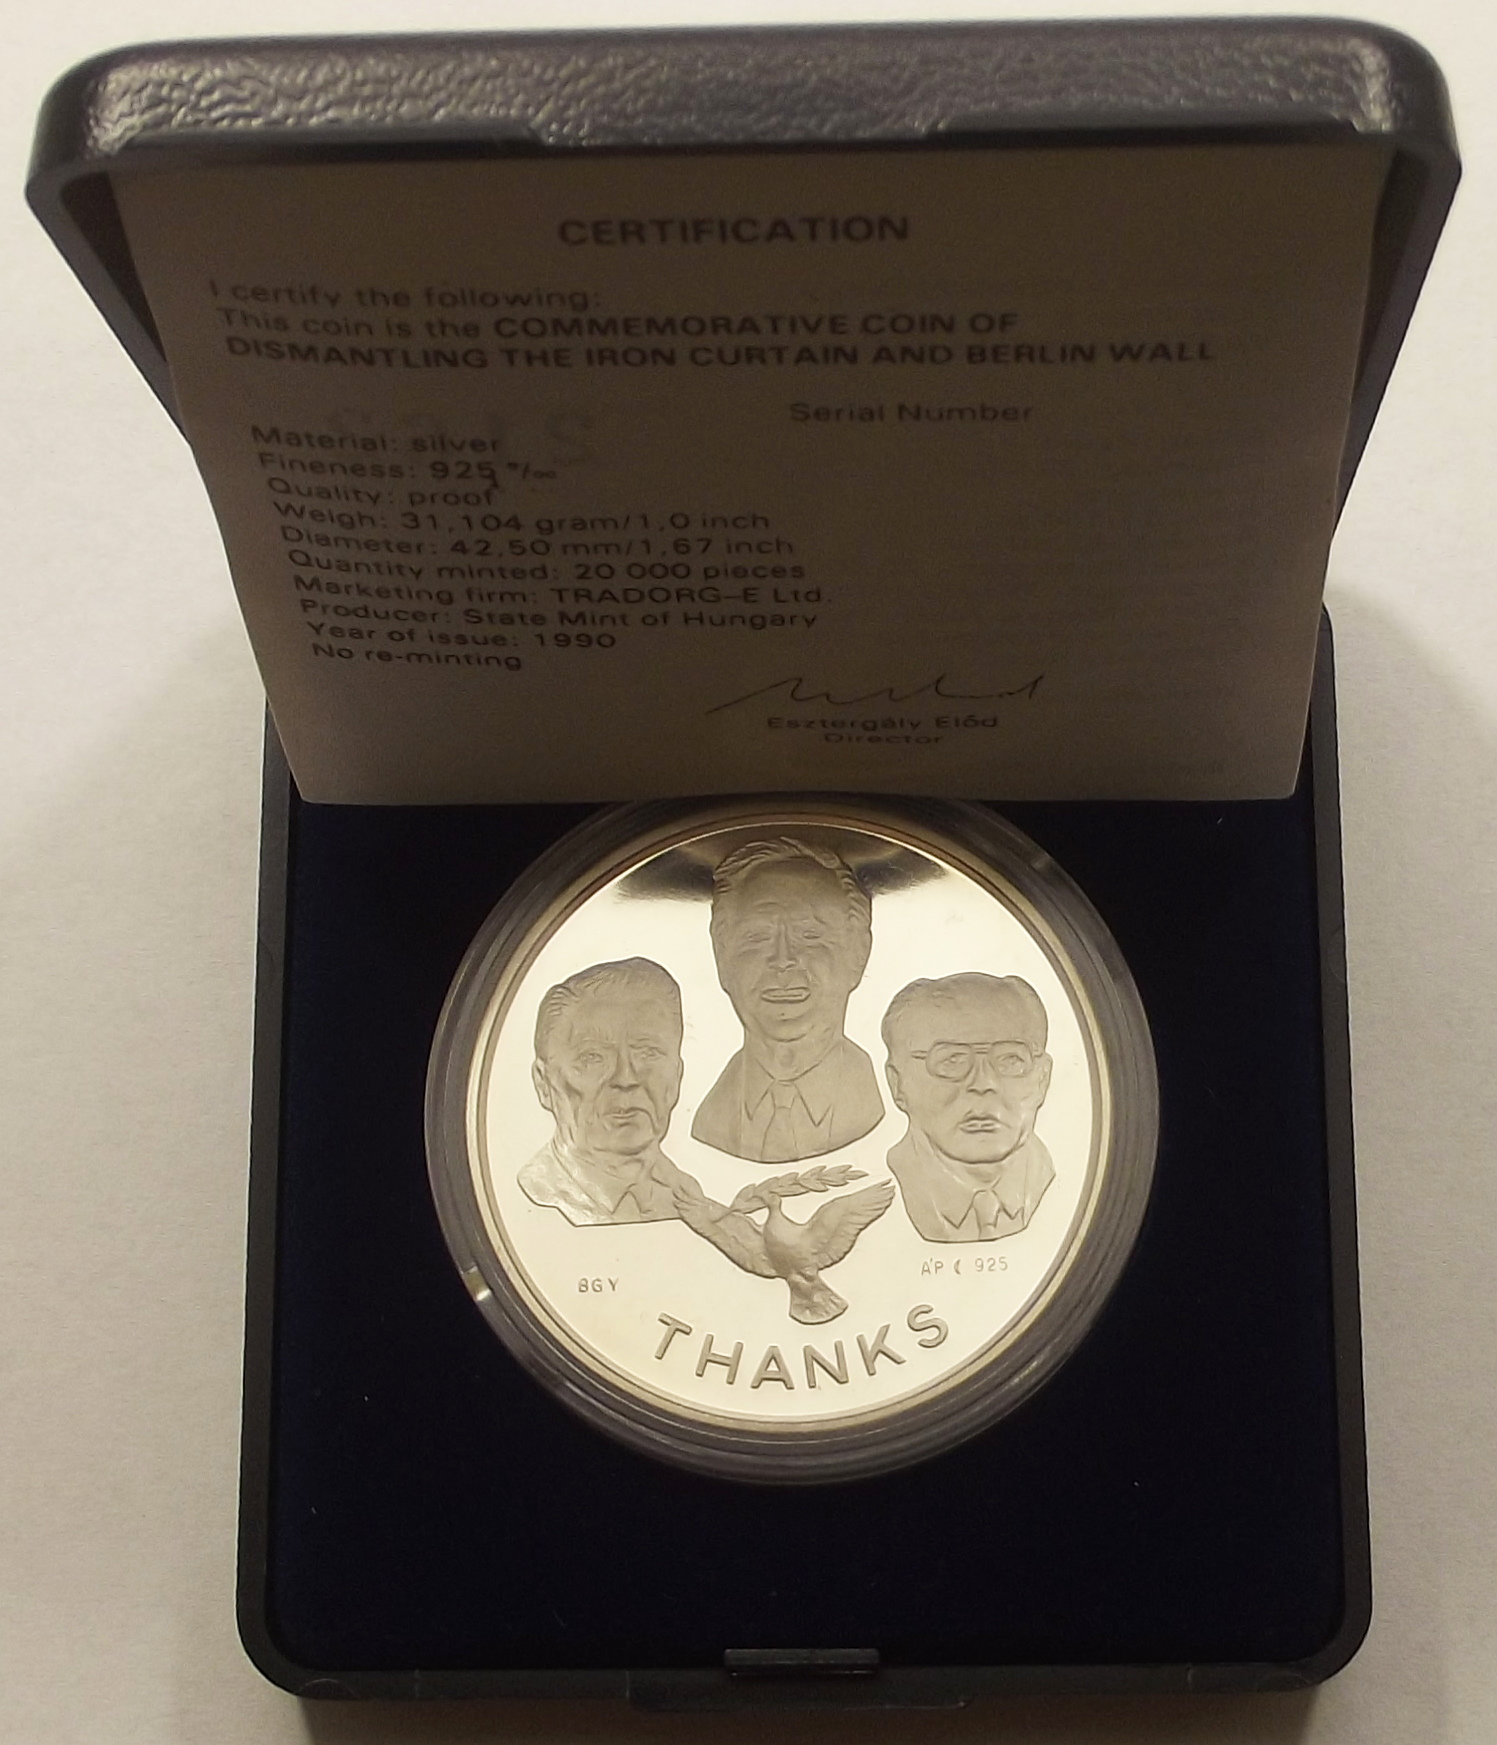 CERTIFICATION
I certify the following:
This coin is the COMMEMORATIVE COIN OF
DISMANTLING THE IRON CURTAIN AND BERLIN WALL
Serial Number
Material: silver
Fineness: 925 ‰
Quality: proof
Weigh: 31,104 gram/1,0 inch
Diameter: 42,50 mm/1,67 inch
Quantity minted: 20 000 pieces
Marketing firm: TRADORG–E Ltd.
Producer: State Mint of Hungary
Year of issue: 1990
No re-minting
Esztergály Előd
Director
BGY
ÁP 925
THANKS